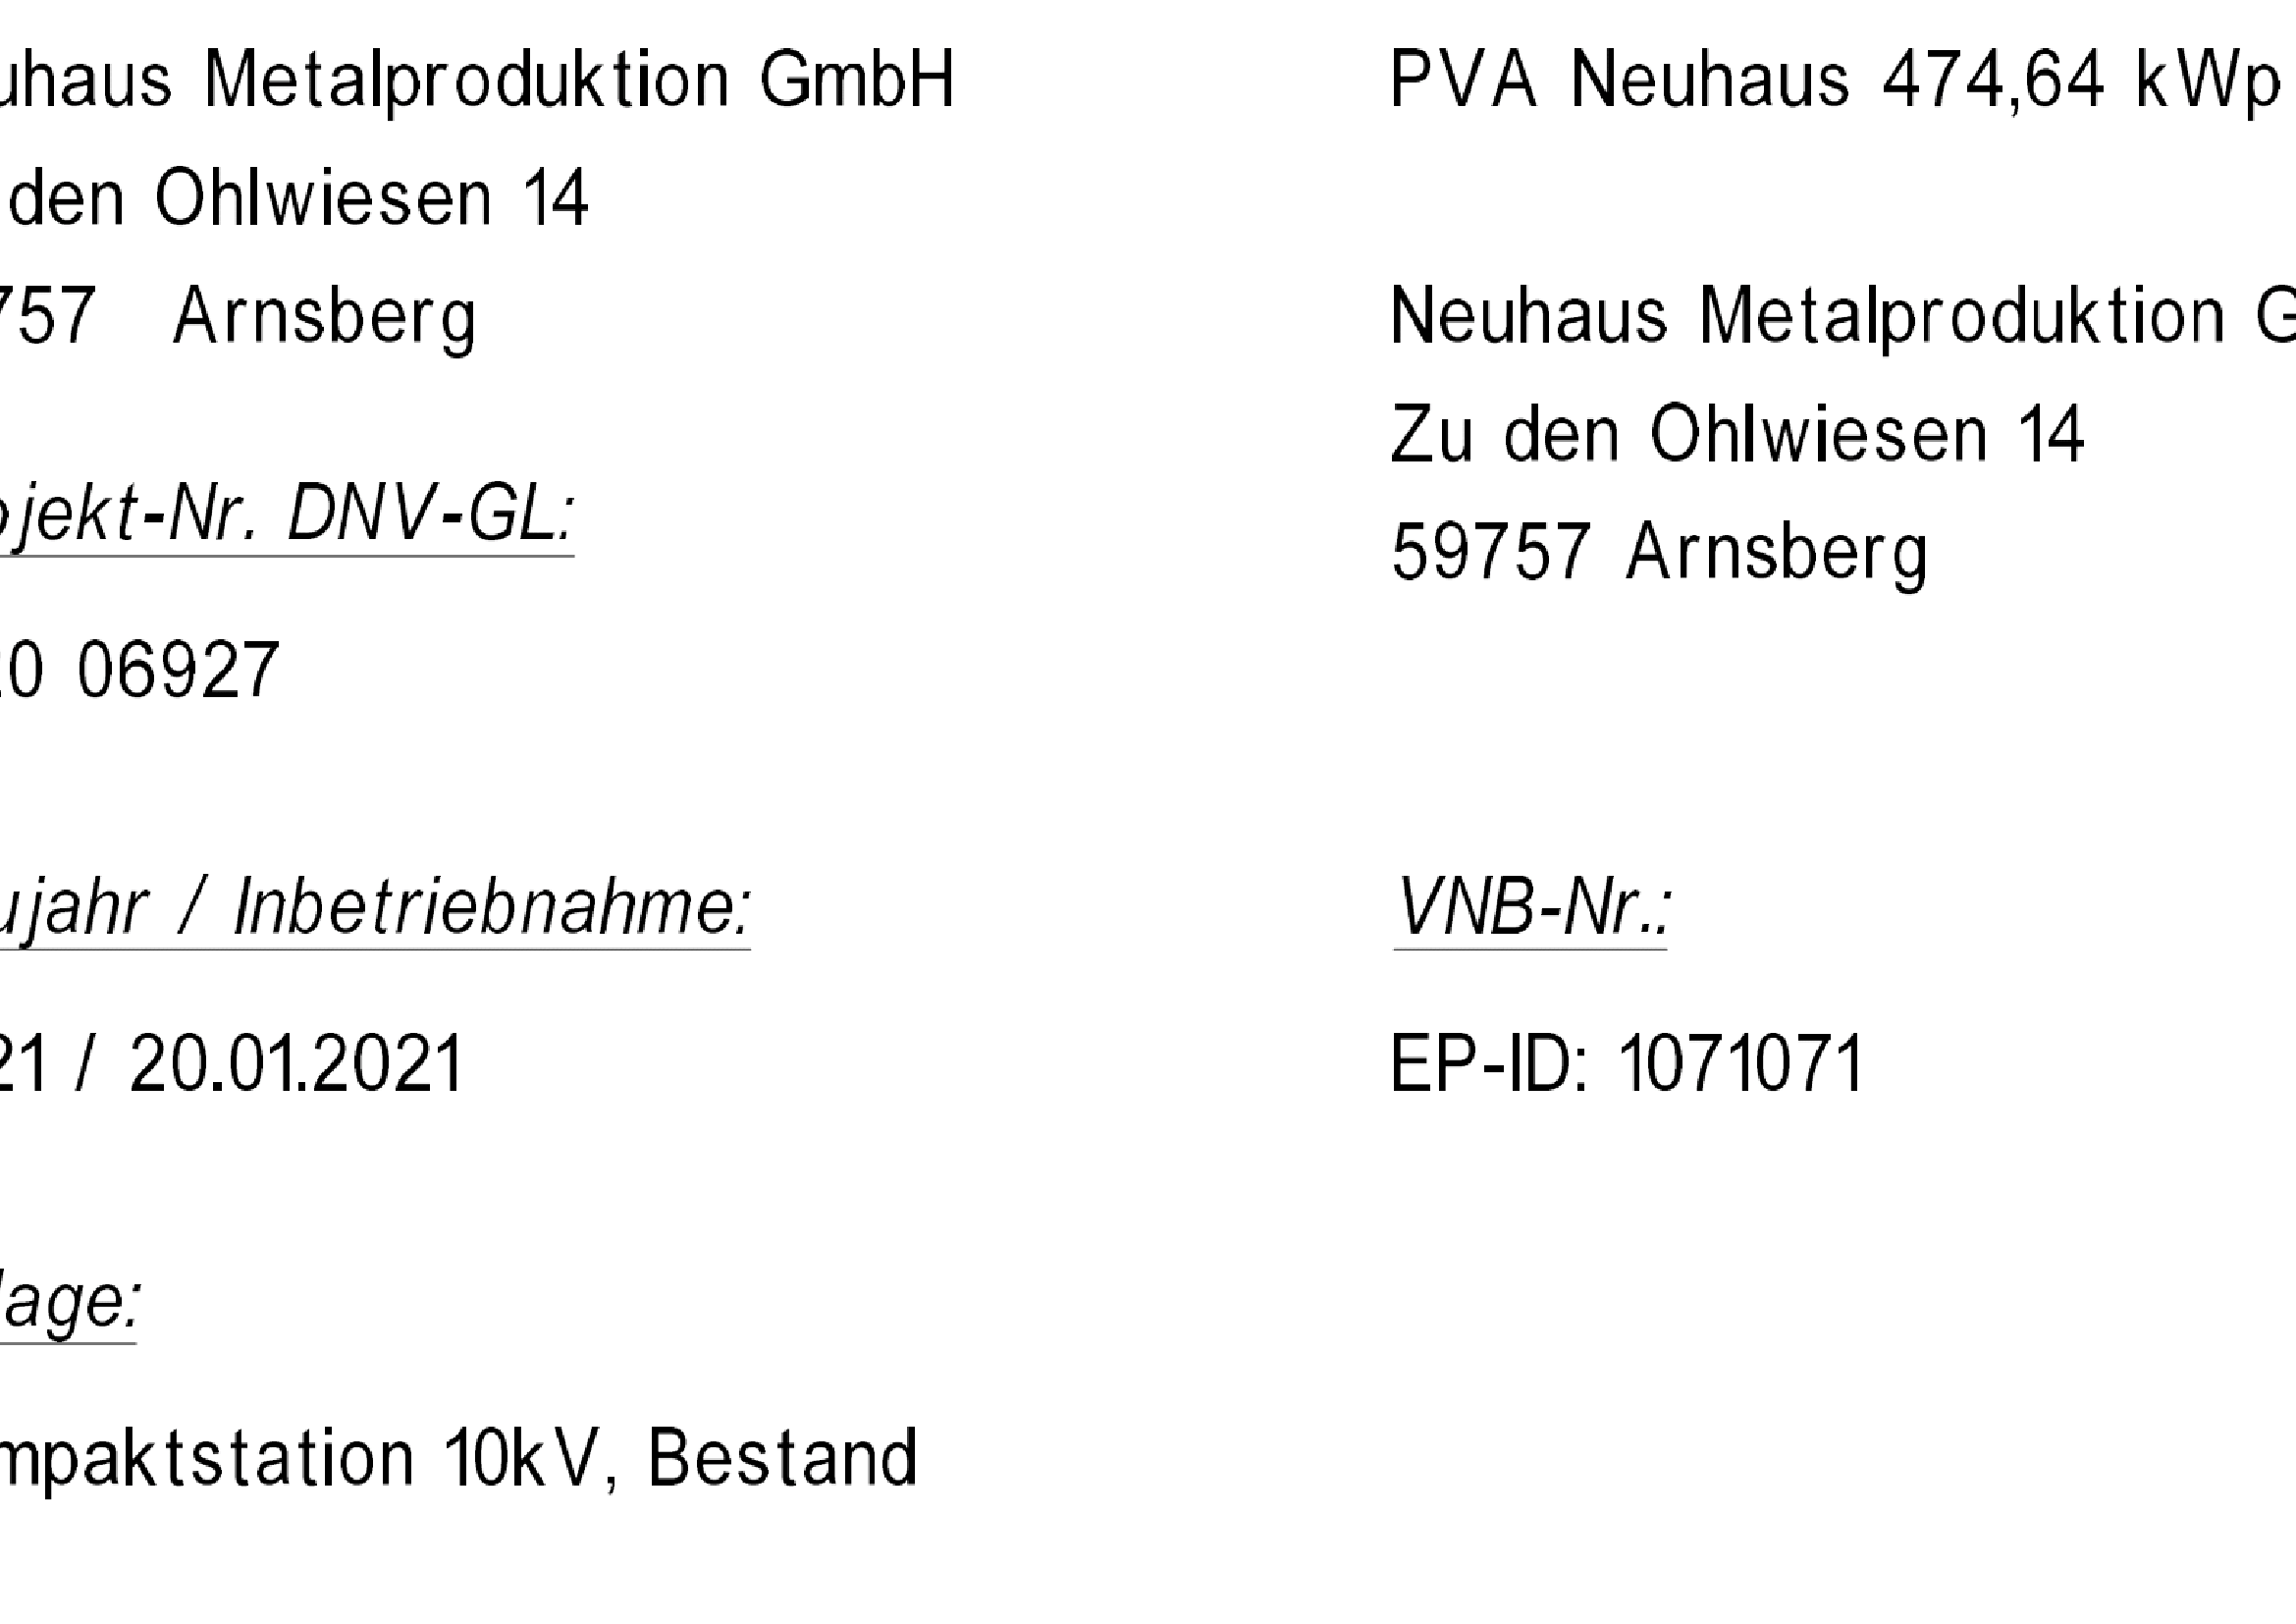 uhaus Metalproduktion GmbH
den Ohlwiesen 14
757 Arnsberg
ojekt-Nr. DNV-GL:
20 06927
ujahr / Inbetriebnahme:
21 / 20.01.2021
lage:
mpaktstation 10kV, Bestand
PVA Neuhaus 474,64 kWp
Neuhaus Metalproduktion G
Zu den Ohlwiesen 14
59757 Arnsberg
VNB-Nr.:
EP-ID: 1071071